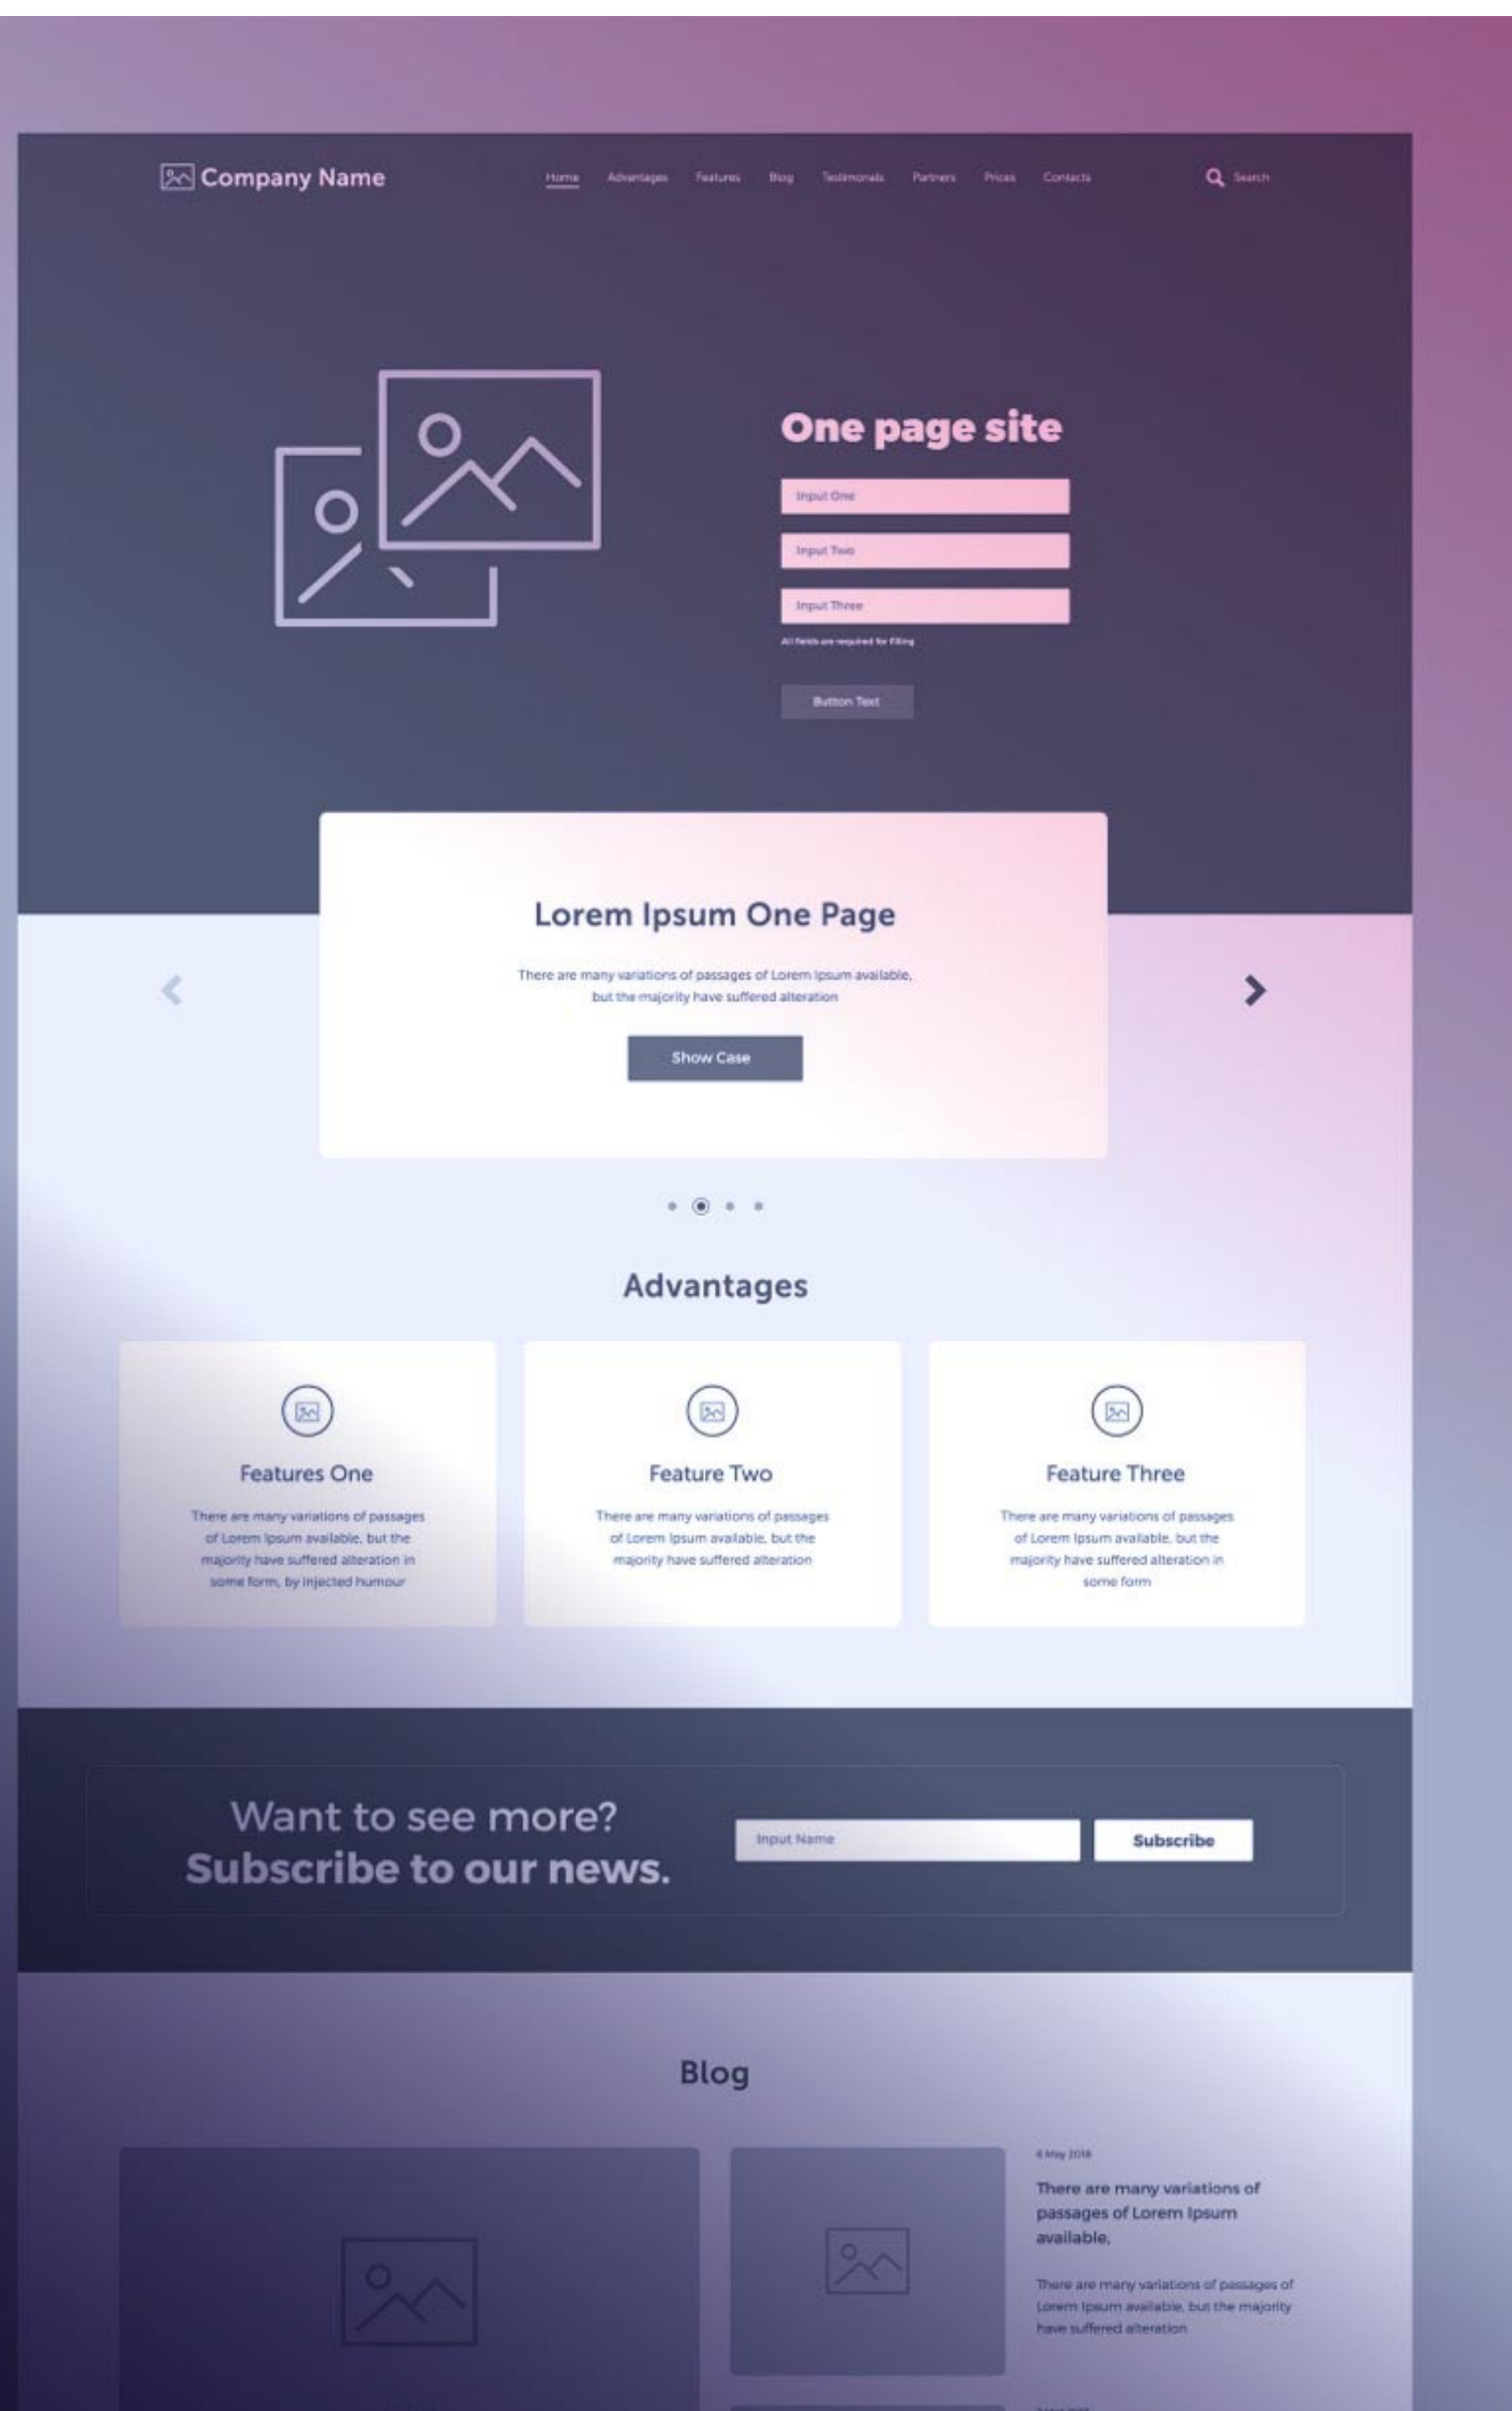 Company Name
Home Advantages Features Blog Testimonals Partners Prices Contacts
Search
One page site
Input One
Input Two
Input Three
All fields are required for filling
Button Text
Lorem Ipsum One Page
There are many variations of passages of Lorem Ipsum available,
but the majority have suffered alteration
Show Case
Advantages
Features One
There are many variations of passages
of Lorem Ipsum available, but the
majority have suffered alteration in
some form, by injected humour
Feature Two
There are many variations of passages
of Lorem Ipsum available, but the
majority have suffered alteration
Feature Three
There are many variations of passages
of Lorem Ipsum available, but the
majority have suffered alteration in
some form
Want to see more?
Subscribe to our news.
Input Name
Subscribe
Blog
6 May 2018
There are many variations of
passages of Lorem Ipsum
available,
There are many variations of passages of
Lorem Ipsum available, but the majority
have suffered alteration